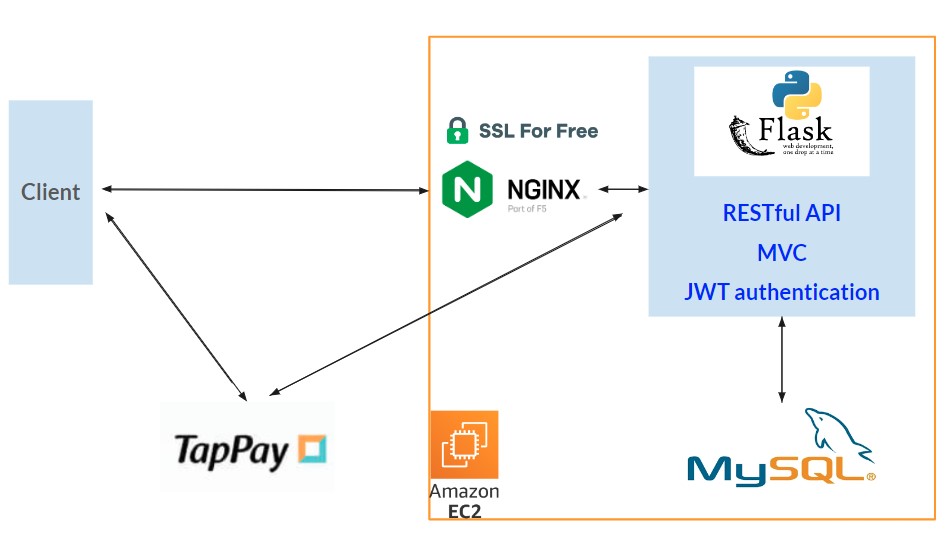 Client
SSL For Free
NGINX
Part of F5
Flask
web development,
one drop at a time
RESTful API
MVC
JWT authentication
TapPay
Amazon
EC2
MySQL®